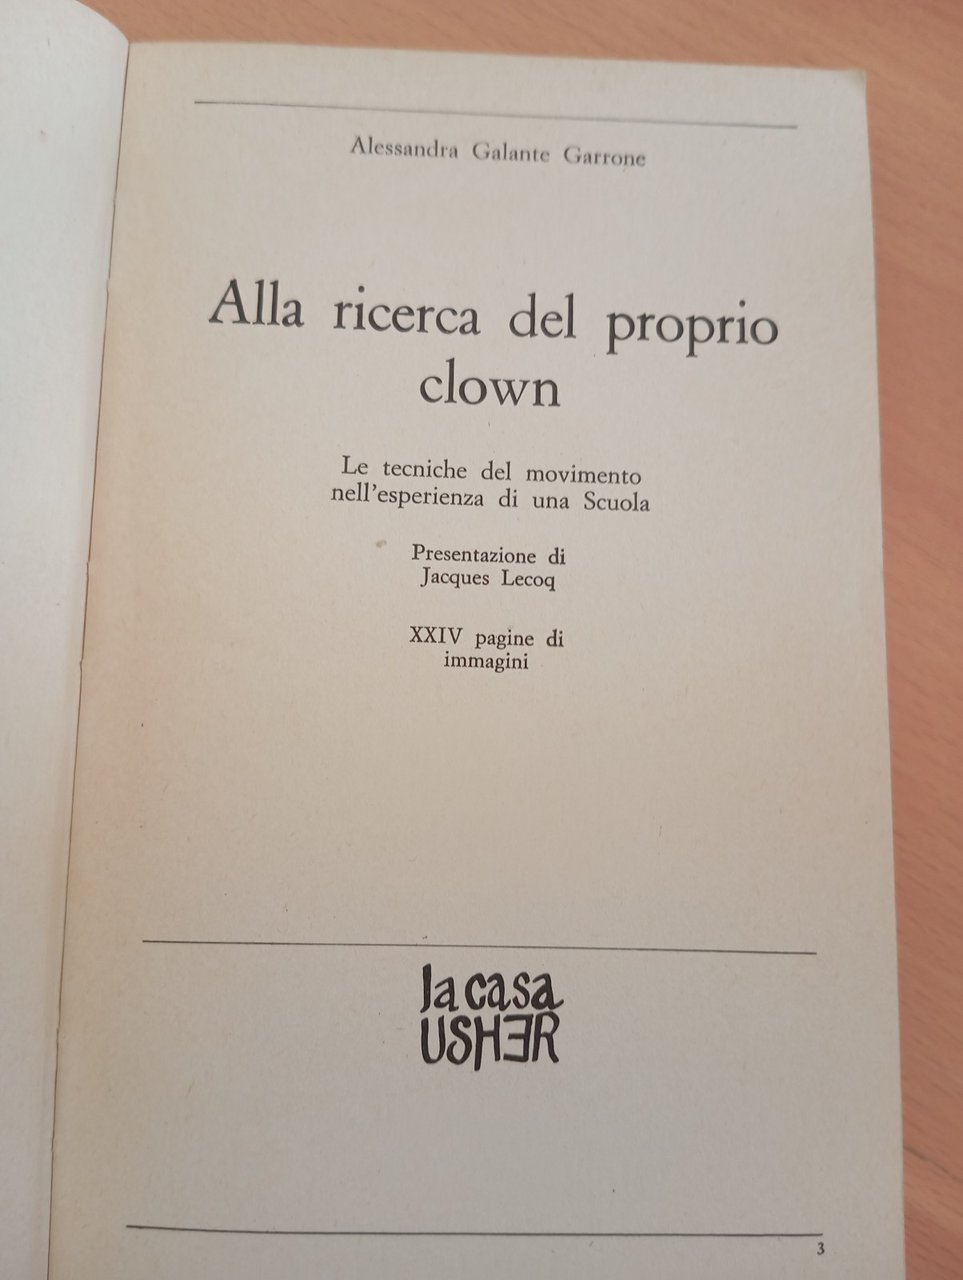 Alessandra Galante Garrone
Alla ricerca del proprio
clown
Le tecniche del movimento
nell'esperienza di una Scuola
Presentazione di
Jacques Lecoq
XXIV pagine di
immagini
la casa
USHER
3